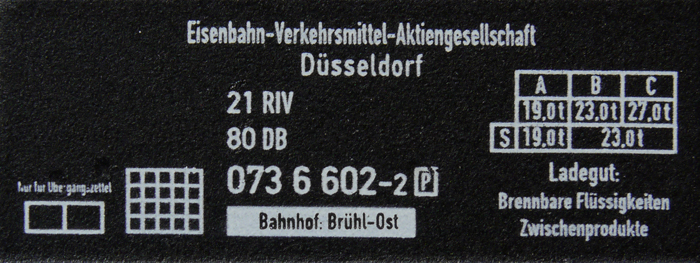 Eisenbahn-Verkehrsmittel-Aktiengesellschaft
Düsseldorf
21 RIV
80 DB
073 6 602-2 P
Bahnhof: Brühl-Ost
Nur für Übergangszettel
A B C
19.0t 23.0t 27.0t
S 19.0t 23.0t
Ladegut:
Brennbare Flüssigkeiten
Zwischenprodukte